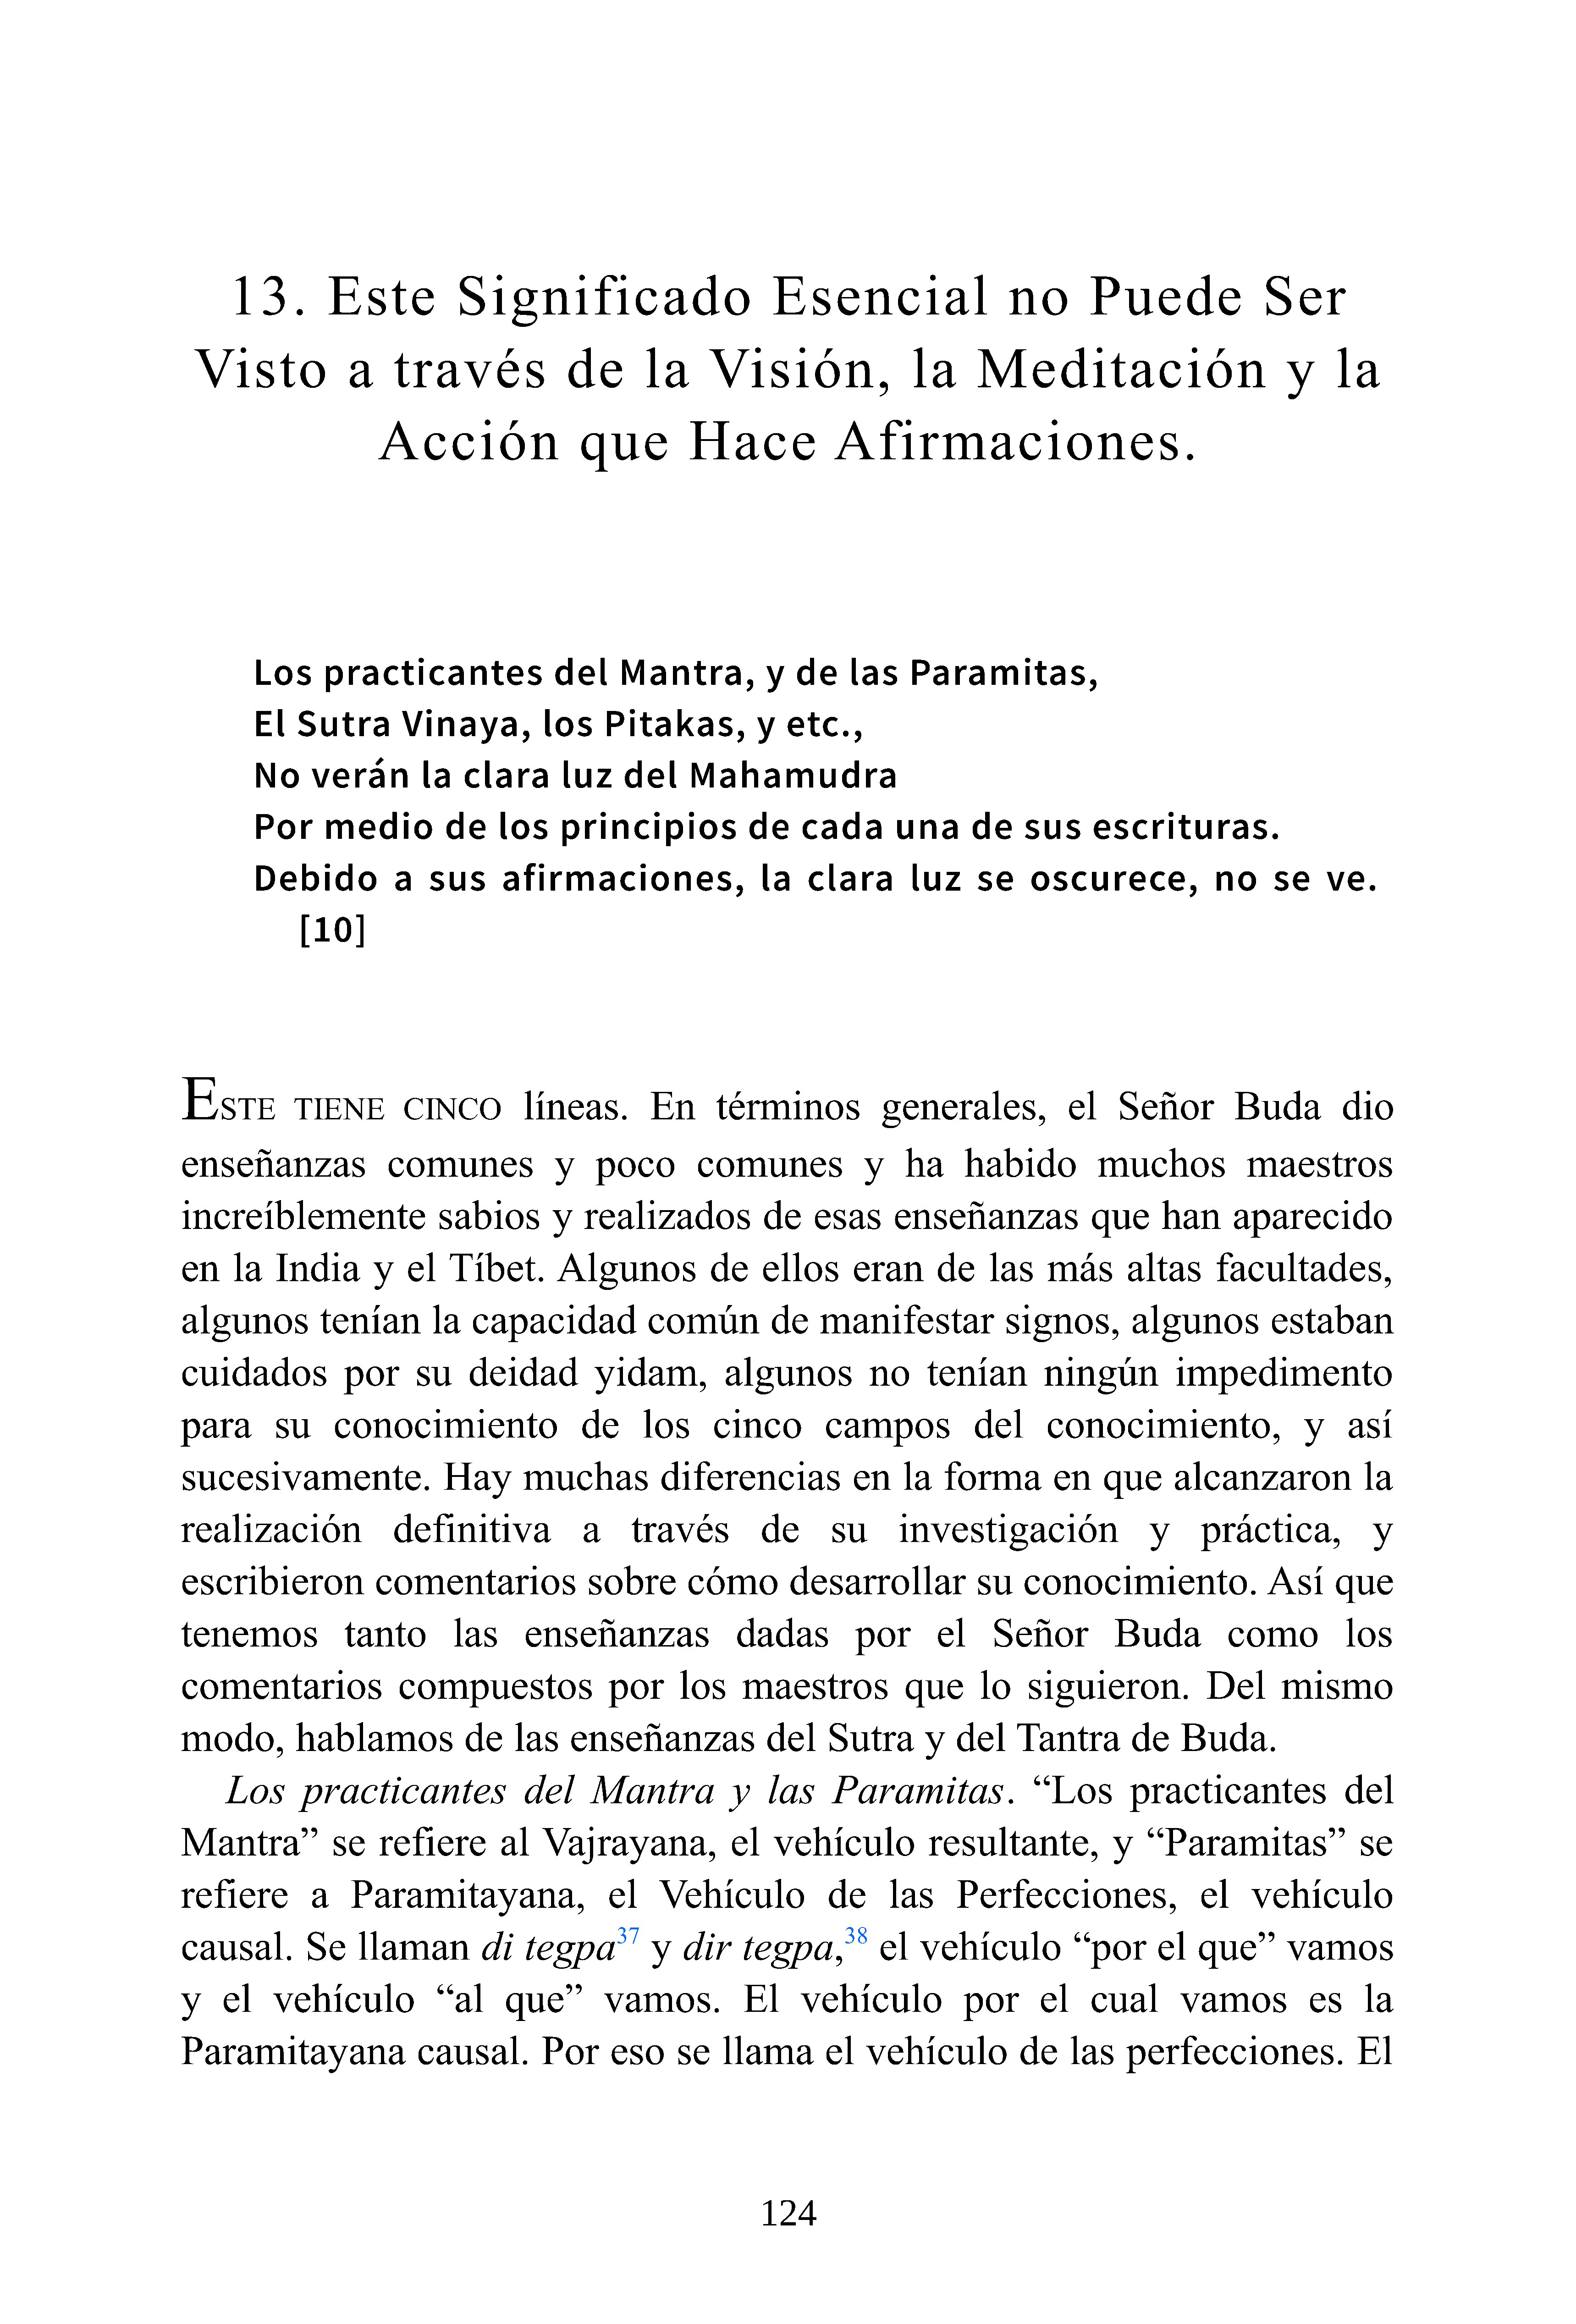 13. Este Significado Esencial no Puede Ser
Visto a través de la Visión, la Meditación y la
Acción que Hace Afirmaciones.
Los practicantes del Mantra, y de las Paramitas,
El Sutra Vinaya, los Pitakas, y etc.,
No verán la clara luz del Mahamudra
Por medio de los principios de cada una de sus escrituras.
Debido a sus afirmaciones, la clara luz se oscurece, no se ve.
[10]
ESTE TIENE CINCO líneas. En términos generales, el Señor Buda dio
enseñanzas comunes y poco comunes y ha habido muchos maestros
increíblemente sabios y realizados de esas enseñanzas que han aparecido
en la India y el Tíbet. Algunos de ellos eran de las más altas facultades,
algunos tenían la capacidad común de manifestar signos, algunos estaban
cuidados por su deidad yidam, algunos no tenían ningún impedimento
para su conocimiento de los cinco campos del conocimiento, y así
sucesivamente. Hay muchas diferencias en la forma en que alcanzaron la
realización definitiva a través de su investigación y práctica, y
escribieron comentarios sobre cómo desarrollar su conocimiento. Así que
tenemos tanto las enseñanzas dadas por el Señor Buda como los
comentarios compuestos por los maestros que lo siguieron. Del mismo
modo, hablamos de las enseñanzas del Sutra y del Tantra de Buda.
Los practicantes del Mantra y las Paramitas. “Los practicantes del
Mantra” se refiere al Vajrayana, el vehículo resultante, y “Paramitas” se
refiere a Paramitayana, el Vehículo de las Perfecciones, el vehículo
causal. Se llaman di tegpa37 y dir tegpa,38 el vehículo “por el que” vamos
y el vehículo “al que” vamos. El vehículo por el cual vamos es la
Paramitayana causal. Por eso se llama el vehículo de las perfecciones. El
124